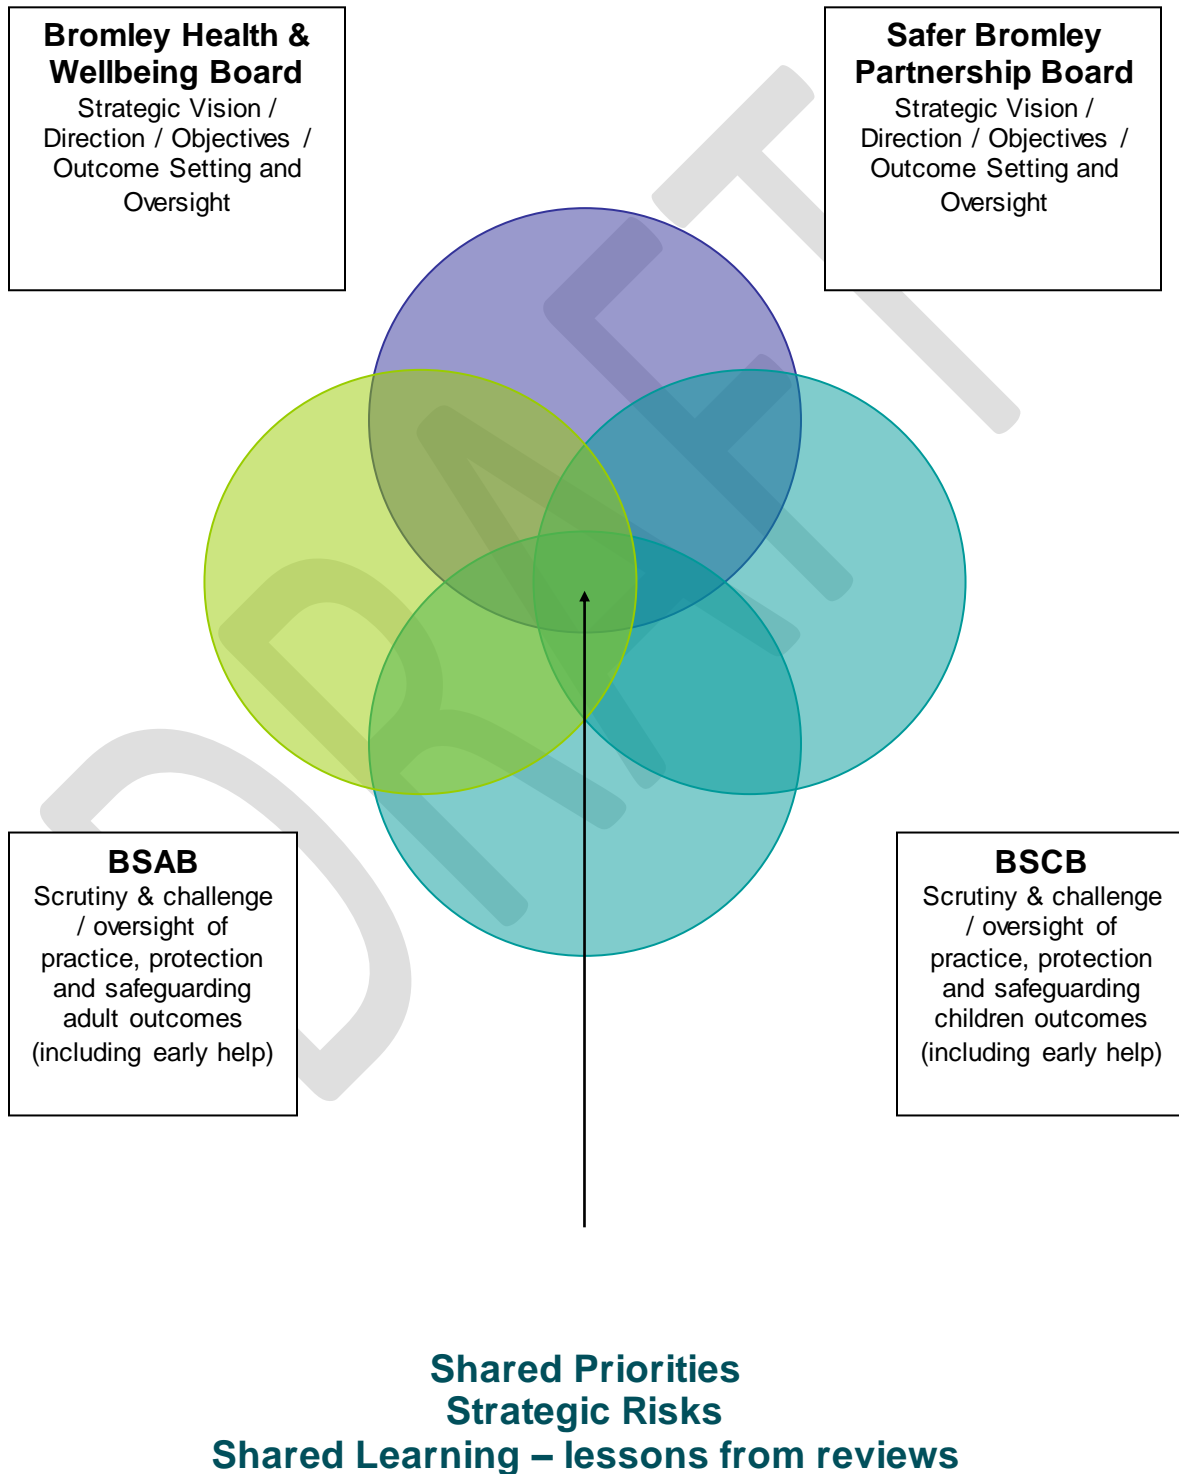 Bromley Health &
Wellbeing Board
Strategic Vision /
Direction / Objectives /
Outcome Setting and
Oversight
Safer Bromley
Partnership Board
Strategic Vision /
Direction / Objectives /
Outcome Setting and
Oversight
DRAFT
BSAB
Scrutiny & challenge
/ oversight of
practice, protection
and safeguarding
adult outcomes
(including early help)
BSCB
Scrutiny & challenge
/ oversight of
practice, protection
and safeguarding
children outcomes
(including early help)
Shared Priorities
Strategic Risks
Shared Learning – lessons from reviews